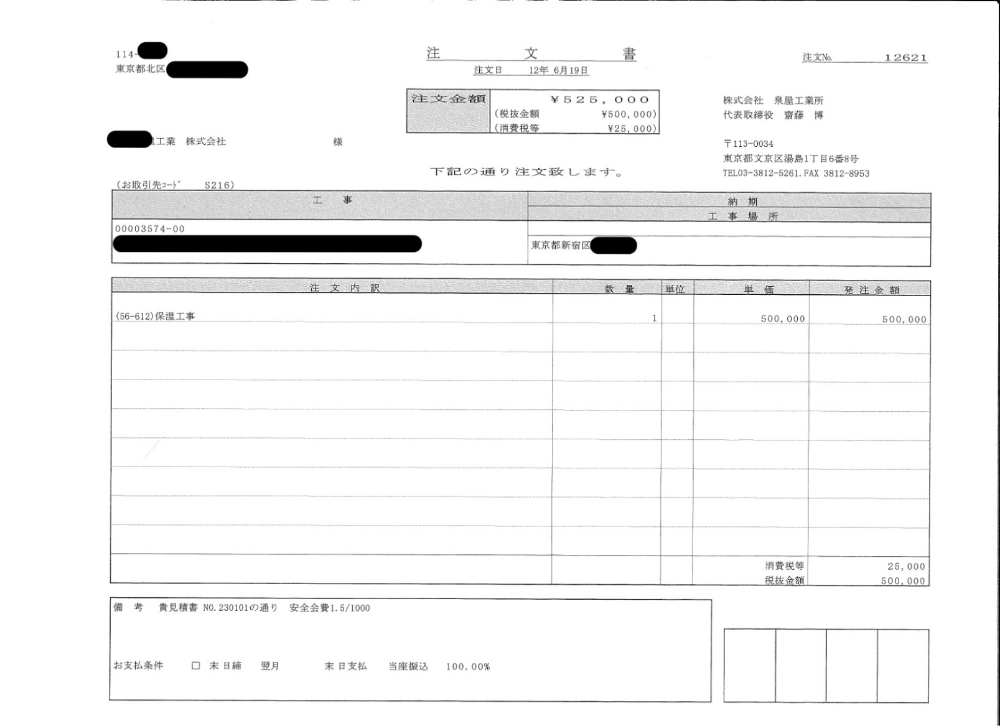 114-
東京都北区
注 文 書
注文日 12年 6月19日
注文No. 12621
注文金額 ¥525,000
(税抜金額 ¥500,000)
(消費税等 ¥25,000)
株式会社 泉屋工業所
代表取締役 齋藤 博
〒113-0034
東京都文京区湯島1丁目6番8号
TEL03-3812-5261.FAX 3812-8953
工業 株式会社 様
下記の通り注文致します。
(お取引先ｺｰﾄﾞ S216)
工 事
納 期
工 事 場 所
00003574-00
東京都新宿区
注 文 内 訳 数 量 単位 単 価 発 注 金 額
(56-612)保温工事 1 500,000 500,000
消費税等 25,000
税抜金額 500,000
備 考 貴見積書 NO.230101の通り 安全会費1.5/1000
お支払条件 □ 末日締 翌月 末日支払 当座振込 100.00%